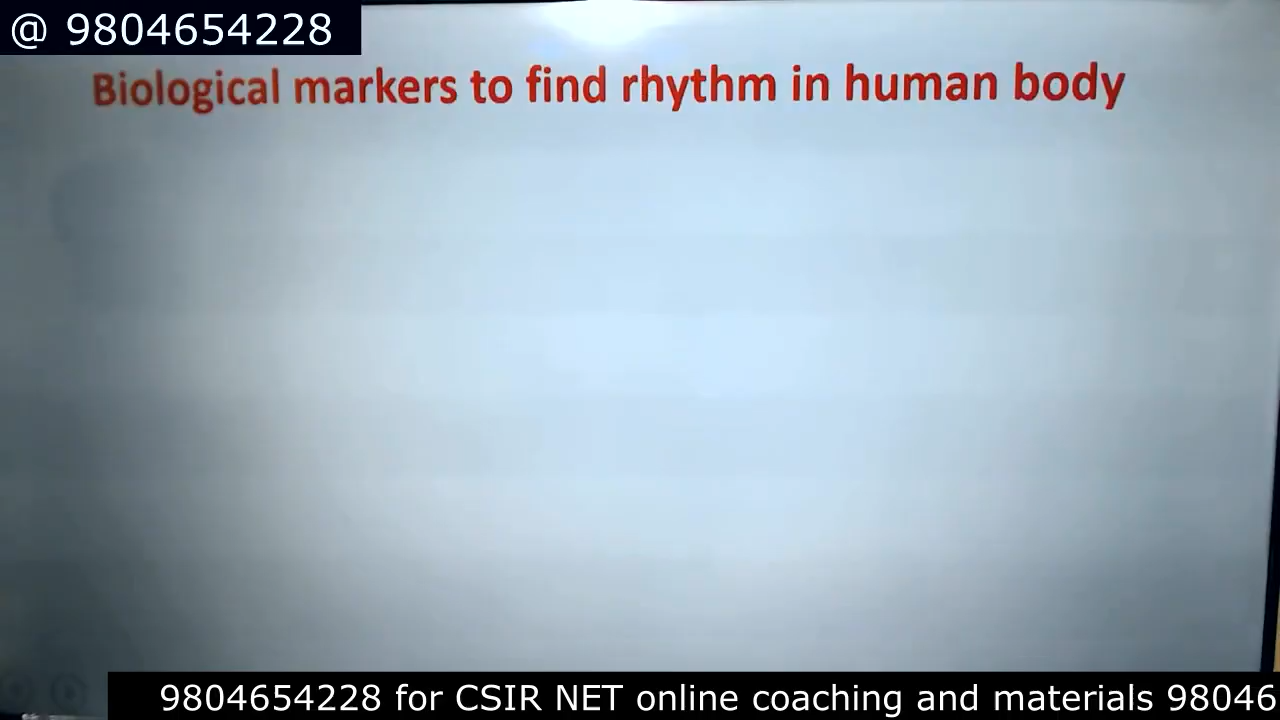 @ 9804654228
Biological markers to find rhythm in human body
9804654228 for CSIR NET online coaching and materials 98046